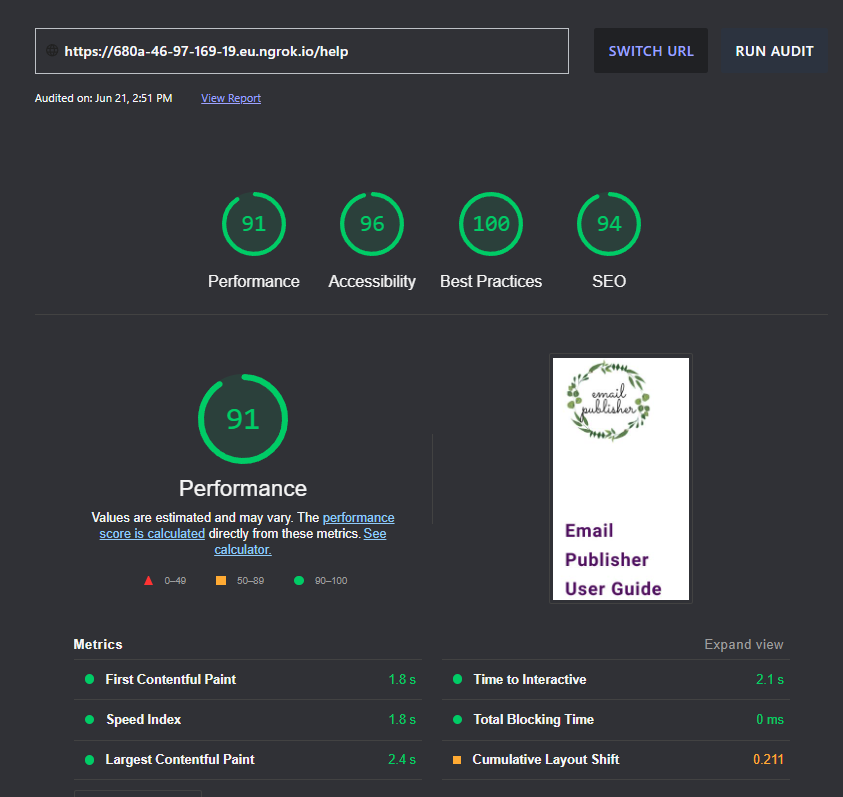 https://680a-46-97-169-19.eu.ngrok.io/help
SWITCH URL
RUN AUDIT
Audited on: Jun 21, 2:51 PM
View Report
91
96
100
94
Performance
Accessibility
Best Practices
SEO
91
Performance
Values are estimated and may vary. The performance
score is calculated directly from these metrics. See
calculator.
0–49
50–89
90–100
email
publisher
Email
Publisher
User Guide
Metrics
Expand view
First Contentful Paint
1.8 s
Time to Interactive
2.1 s
Speed Index
1.8 s
Total Blocking Time
0 ms
Largest Contentful Paint
2.4 s
Cumulative Layout Shift
0.211